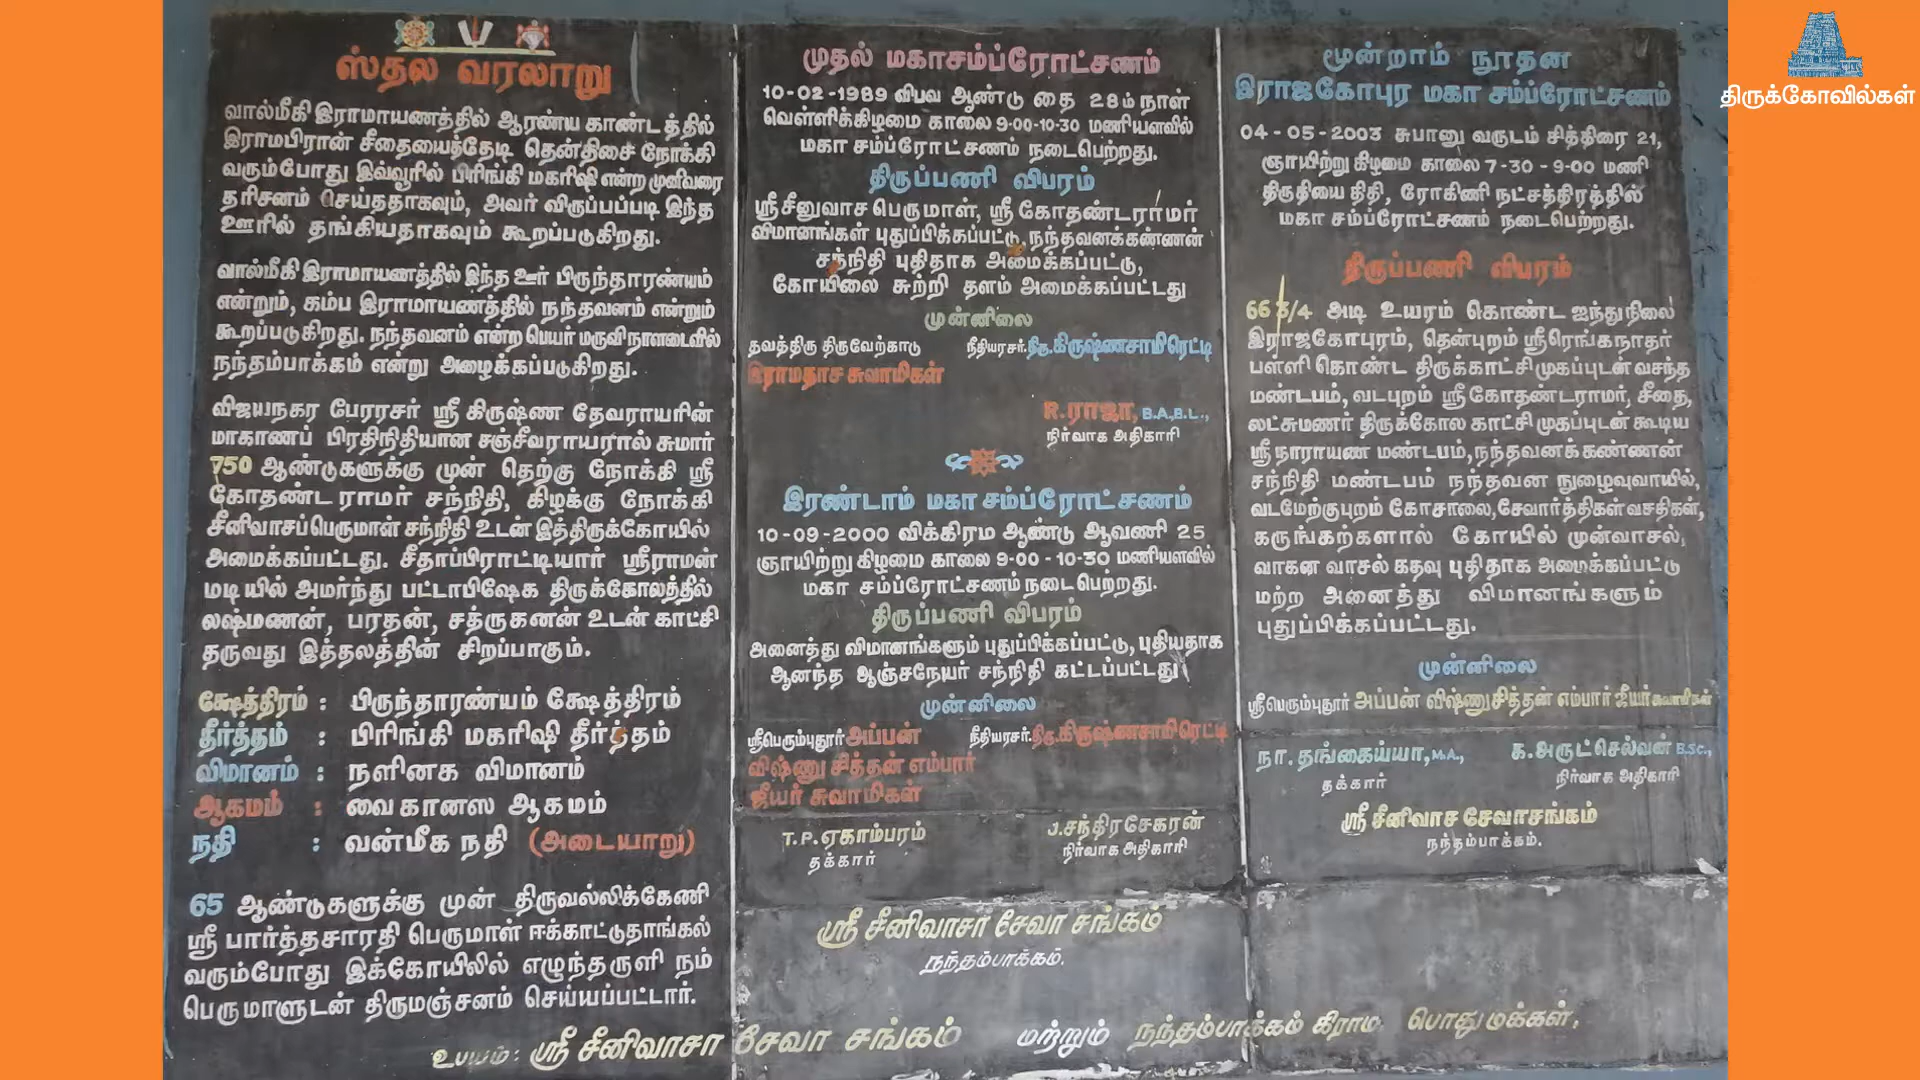 ஸ்தல வரலாறு
வால்மீகி இராமாயணத்தில் ஆரண்ய காண்டத்தில்
இராமபிரான் சீதையைத்தேடி தென்திசை நோக்கி
வரும்போது இவ்வூரில் பிரிங்கி மகரிஷி என்ற முனிவரை
தரிசனம் செய்ததாகவும், அவர் விருப்பப்படி இந்த
ஊரில் தங்கியதாகவும் கூறப்படுகிறது.
வால்மீகி இராமாயணத்தில் இந்த ஊர் பிருந்தாரண்யம்
என்றும், கம்ப இராமாயணத்தில் நந்தவனம் என்றும்
கூறப்படுகிறது. நந்தவனம் என்ற பெயர் மருவி நாளடைவில்
நந்தம்பாக்கம் என்று அழைக்கப்படுகிறது.
விஜயநகர பேரரசர் ஸ்ரீ கிருஷ்ண தேவராயரின்
மாகாணப் பிரதிநிதியான சஞ்சீவராயரால் சுமார்
750 ஆண்டுகளுக்கு முன் தெற்கு நோக்கி ஸ்ரீ
கோதண்ட ராமர் சந்நிதி, கிழக்கு நோக்கி
சீனிவாசப்பெருமாள் சந்நிதி உடன் இத்திருக்கோயில்
அமைக்கப்பட்டது. சீதாப்பிராட்டியார் ஸ்ரீராமன்
மடியில் அமர்ந்து பட்டாபிஷேக திருக்கோலத்தில்
லஷ்மணன், பரதன், சத்ருகனன் உடன் காட்சி
தருவது இத்தலத்தின் சிறப்பாகும்.
க்ஷேத்திரம் : பிருந்தாரண்யம் க்ஷேத்திரம்
தீர்த்தம் : பிரிங்கி மகரிஷி தீர்த்தம்
விமானம் : நளினக விமானம்
ஆகமம் : வைகானஸ ஆகமம்
நதி : வன்மீக நதி (அடையாறு)
65 ஆண்டுகளுக்கு முன் திருவல்லிக்கேணி
ஸ்ரீ பார்த்தசாரதி பெருமாள் ஈக்காட்டுதாங்கல்
வரும்போது இக்கோயிலில் எழுந்தருளி நம்
பெருமாளுடன் திருமஞ்சனம் செய்யப்பட்டார்.
முதல் மகாசம்ப்ரோட்சணம்
10-02-1989 விபவ ஆண்டு தை 28ம் நாள்
வெள்ளிக்கிழமை காலை 9-00-10-30 மணியளவில்
மகா சம்ப்ரோட்சணம் நடைபெற்றது.
திருப்பணி விபரம்
ஸ்ரீசீனுவாச பெருமாள், ஸ்ரீ கோதண்டராமர்
விமானங்கள் புதுப்பிக்கப்பட்டு, நந்தவனக்கண்ணன்
சந்நிதி புதிதாக அமைக்கப்பட்டு,
கோயிலை சுற்றி தளம் அமைக்கப்பட்டது
முன்னிலை
தவத்திரு திருவேற்காடு நீதியரசர்.திரு.கிருஷ்ணசாமிரெட்டி
இராமதாச சுவாமிகள்
R.ராஜா, B.A.,B.L.,
நிர்வாக அதிகாரி
இரண்டாம் மகாசம்ப்ரோட்சணம்
10-09-2000 விக்கிரம ஆண்டு ஆவணி 25
ஞாயிற்று கிழமை காலை 9-00 - 10-30 மணியளவில்
மகா சம்ப்ரோட்சணம் நடைபெற்றது.
திருப்பணி விபரம்
அனைத்து விமானங்களும் புதுப்பிக்கப்பட்டு, புதியதாக
ஆனந்த ஆஞ்சநேயர் சந்நிதி கட்டப்பட்டது
முன்னிலை
ஸ்ரீபெரும்புதூர் அப்பன் நீதியரசர்.திரு.கிருஷ்ணசாமிரெட்டி
விஷ்ணு சித்தன் எம்பார்
ஜீயர் சுவாமிகள்
T.P.ஏகாம்பரம் J.சந்திரசேகரன்
தக்கார் நிர்வாக அதிகாரி
ஸ்ரீ சீனிவாசர் சேவா சங்கம்
நந்தம்பாக்கம்.
மூன்றாம் நூதன
இராஜகோபுர மகா சம்ப்ரோட்சணம்
04-05-2003 சுபானு வருடம் சித்திரை 21,
ஞாயிற்று கிழமை காலை 7-30 - 9-00 மணி
திருதியை திதி, ரோகிணி நட்சத்திரத்தில்
மகா சம்ப்ரோட்சணம் நடைபெற்றது.
திருப்பணி விபரம்
66 3/4 அடி உயரம் கொண்ட ஐந்துநிலை
இராஜகோபுரம், தென்புறம் ஸ்ரீரெங்கநாதர்
பள்ளி கொண்ட திருக்காட்சி முகப்புடன் வசந்த
மண்டபம், வடபுறம் ஸ்ரீ கோதண்டராமர், சீதை,
லட்சுமணர் திருக்கோல காட்சி முகப்புடன் கூடிய
ஸ்ரீ நாராயண மண்டபம், நந்தவனக் கண்ணன்
சந்நிதி மண்டபம் நந்தவன நுழைவுவாயில்,
வடமேற்குபுறம் கோசாலை, சேவார்த்திகள் வசதிகள்,
கருங்கற்களால் கோயில் முன்வாசல்,
வாகன வாசல் கதவு புதிதாக அமைக்கப்பட்டு
மற்ற அனைத்து விமானங்களும்
புதுப்பிக்கப்பட்டது.
முன்னிலை
ஸ்ரீபெரும்புதூர் அப்பன் விஷ்ணுசித்தன் எம்பார் ஜீயர் சுவாமிகள்
நா.தங்கைய்யா, M.A., க.அருட்செல்வன் B.SC.,
தக்கார் நிர்வாக அதிகாரி
ஸ்ரீ சீனிவாச சேவாசங்கம்
நந்தம்பாக்கம்.
உபயம் : ஸ்ரீ சீனிவாசா சேவா சங்கம் மற்றும் நந்தம்பாக்கம் கிராம பொதுமக்கள்.
திருக்கோவில்கள்